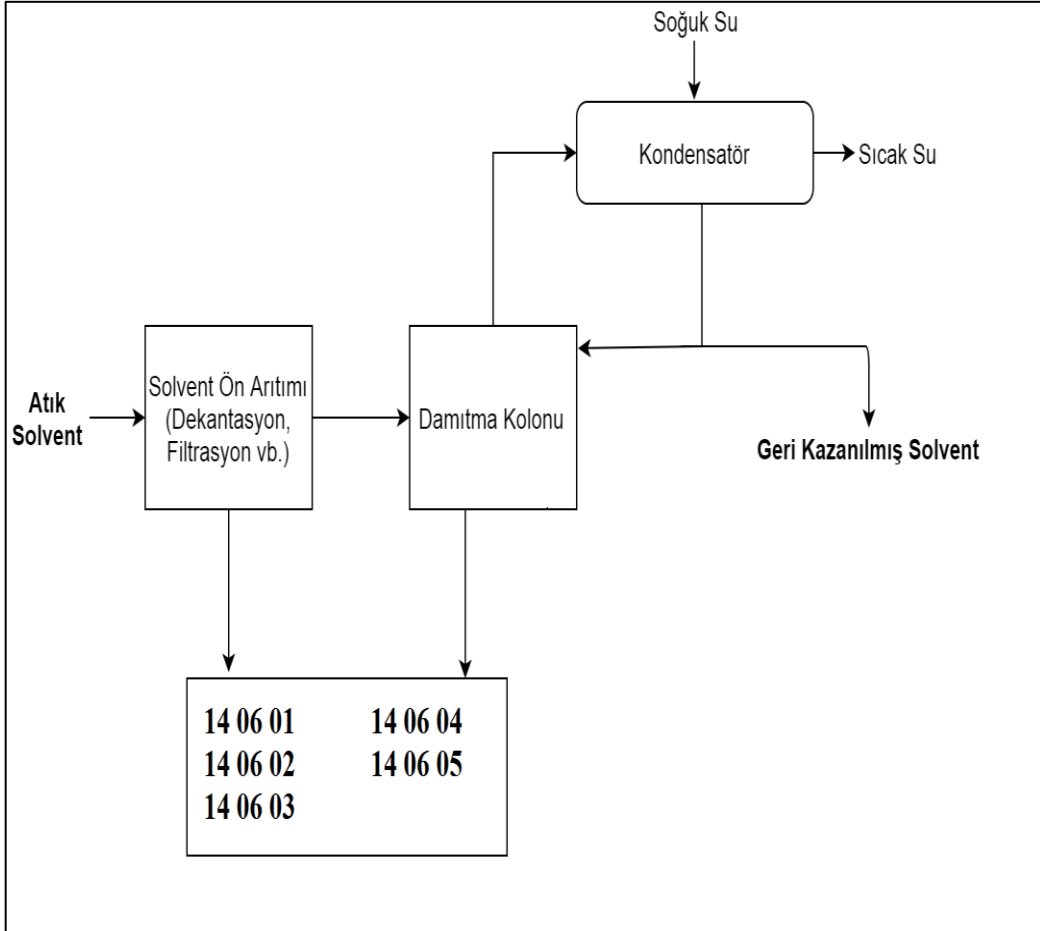 Soğuk Su
Kondensatör
Sıcak Su
Atık
Solvent
Solvent Ön Arıtımı
(Dekantasyon,
Filtrasyon vb.)
Damıtma Kolonu
Geri Kazanılmış Solvent
14 06 01
14 06 04
14 06 02
14 06 05
14 06 03